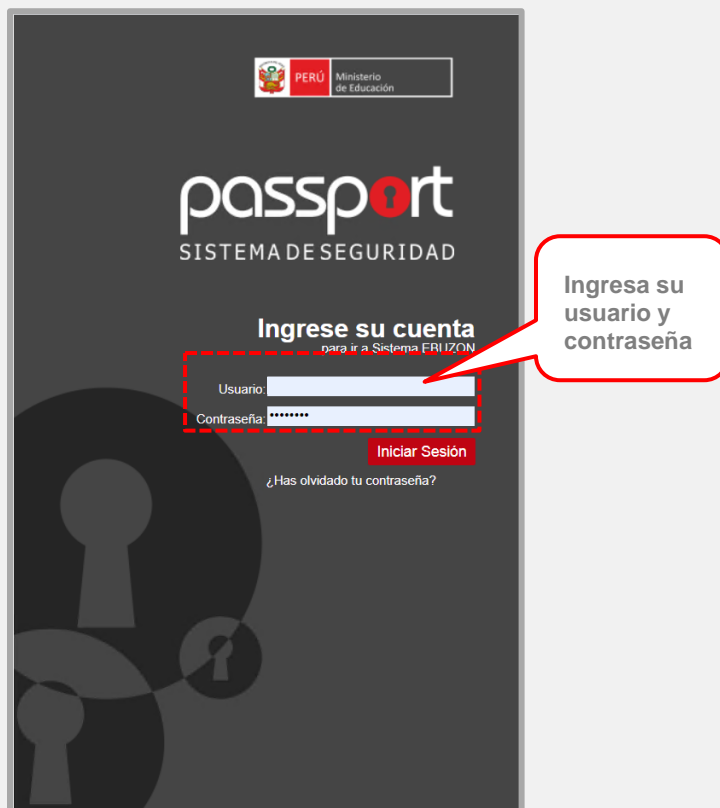 PERÚ
Ministerio
de Educación
passport
SISTEMA DE SEGURIDAD
Ingrese su cuenta
para ir a Sistema EBUZON
Usuario:
Contraseña: ••••••••
Iniciar Sesión
¿Has olvidado tu contraseña?
Ingresa su
usuario y
contraseña